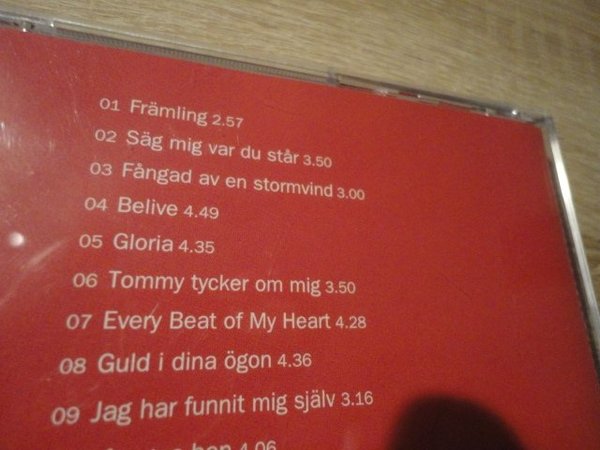 01 Främling 2.57
02 Säg mig var du står 3.50
03 Fångad av en stormvind 3.00
04 Belive 4.49
05 Gloria 4.35
06 Tommy tycker om mig 3.50
07 Every Beat of My Heart 4.28
08 Guld i dina ögon 4.36
09 Jag har funnit mig själv 3.16
4.06